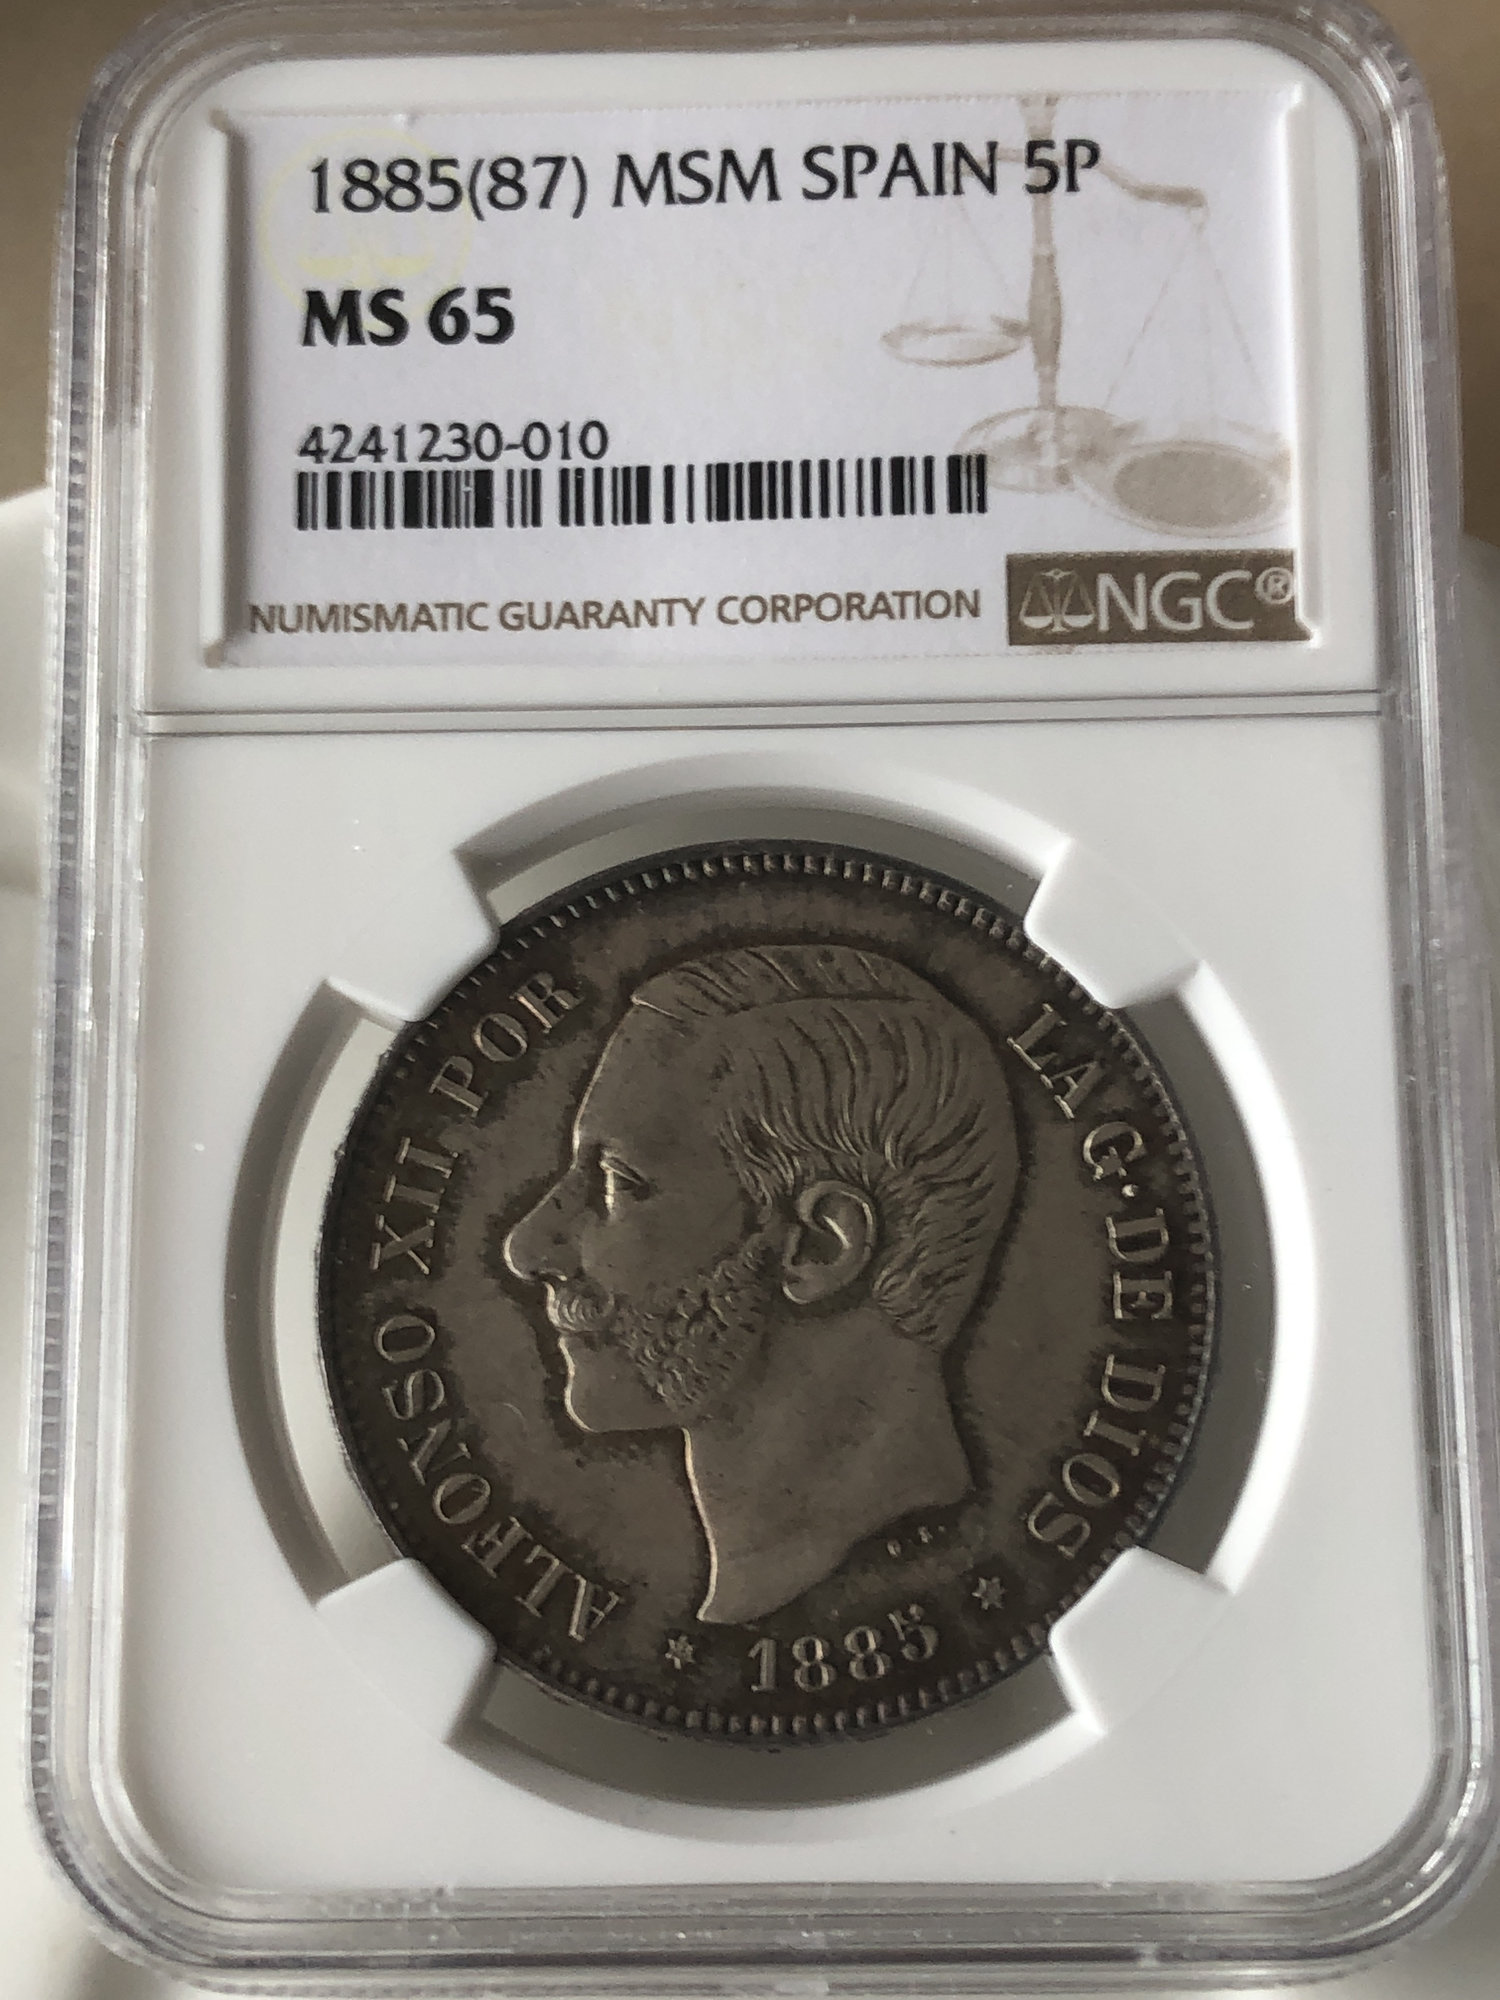 1885(87) MSM SPAIN 5P
MS 65
4241230-010
NUMISMATIC GUARANTY CORPORATION
NGC®
ALFONSO XII POR LA G. DE DIOS
* 1885 *